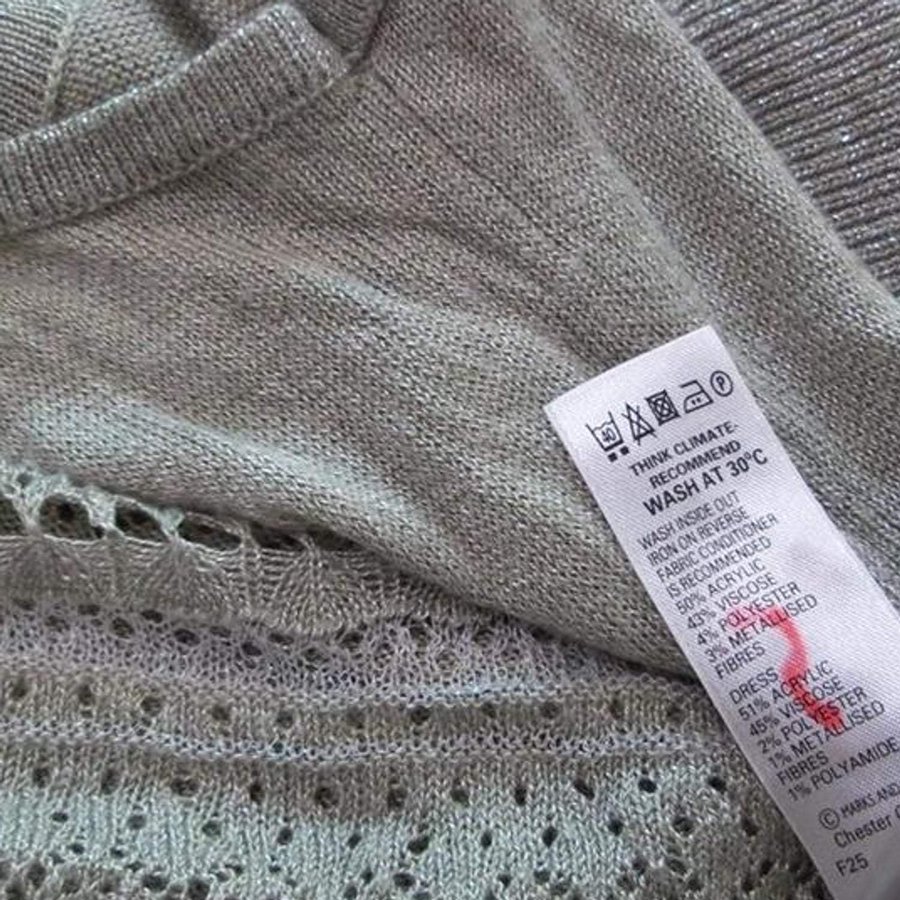 40
P
THINK CLIMATE-
RECOMMEND
WASH AT 30°C
WASH INSIDE OUT
IRON ON REVERSE
FABRIC CONDITIONER
IS RECOMMENDED
50% ACRYLIC
43% VISCOSE
4% POLYESTER
3% METALLISED
FIBRES
DRESS
51% ACRYLIC
45% VISCOSE
2% POLYESTER
1% METALLISED
FIBRES
1% POLYAMIDE
© MARKS AND
Chester
F25